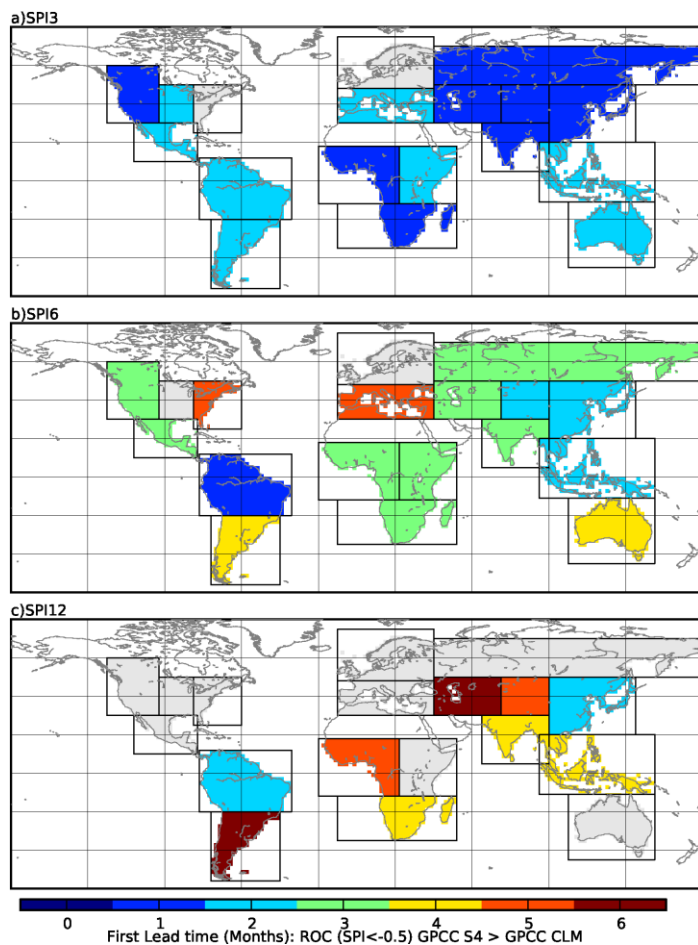 a)SPI3
b)SPI6
c)SPI12
0 1 2 3 4 5 6
First Lead time (Months): ROC (SPI<-0.5) GPCC S4 > GPCC CLM